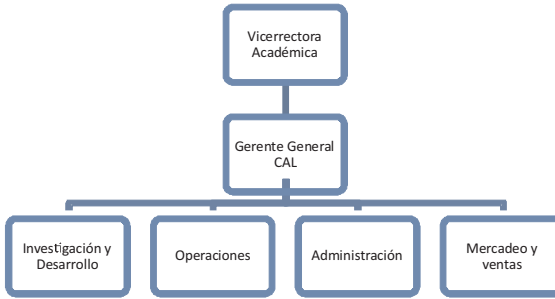 Vicerrectora
Académica
Gerente General
CAL
Investigación y
Desarrollo
Operaciones
Administración
Mercadeo y
ventas